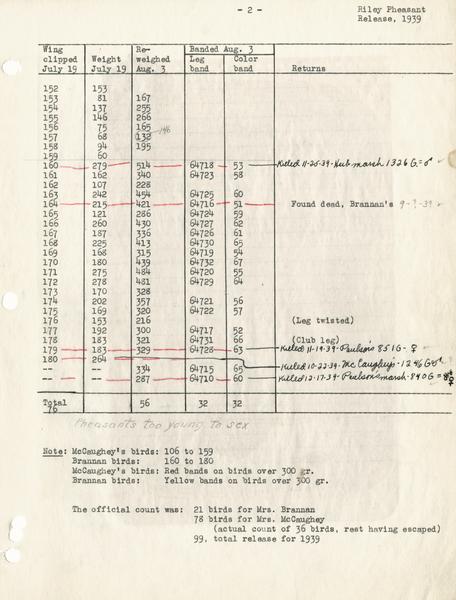 - 2 -
Riley Pheasant
Release, 1939
Wing clipped July 19 | Weight July 19 | Re-weighed Aug. 3 | Banded Aug. 3 Leg band | Color band | Returns
152 153
153 81 167
154 137 255
155 146 266
156 75 165
157 68 132 146
158 94 195
159 60
160 279 514 64718 53 Killed 11-25-39-Hub marsh 1326 G=♂
161 162 340 64723 58
162 107 228
163 242 454 64725 60
164 215 421 64716 51 Found dead, Brannan's 9-?-39
165 121 286 64724 59
166 260 430 64727 62
167 187 336 64726 61
168 225 413 64730 65
169 168 315 64719 54
170 180 439 64732 67
171 275 484 64720 55
172 278 481 64729 64
173 170 328
174 202 357 64721 56
175 169 320 64722 57
176 153 216 (Leg twisted)
177 192 300 64717 52
178 183 321 64731 66 (Club leg)
179 183 329 64728 63 Killed 11-19-39-Paulson's 851G-♀
180 264
-- 334 64715 65 Killed 10-22-39-McCaughey's-1246G♂
-- 287 64710 60 Killed 12-17-39-Paulson's marsh-840G=♀
Total 76 56 32 32
Pheasants too young to sex
Note: McCaughey's birds: 106 to 159
Brannan birds: 160 to 180
McCaughey's birds: Red bands on birds over 300 gr.
Brannan birds: Yellow bands on birds over 300 gr.
The official count was: 21 birds for Mrs. Brannan
78 birds for Mrs. McCaughey
(actual count of 36 birds, rest having escaped)
99, total release for 1939